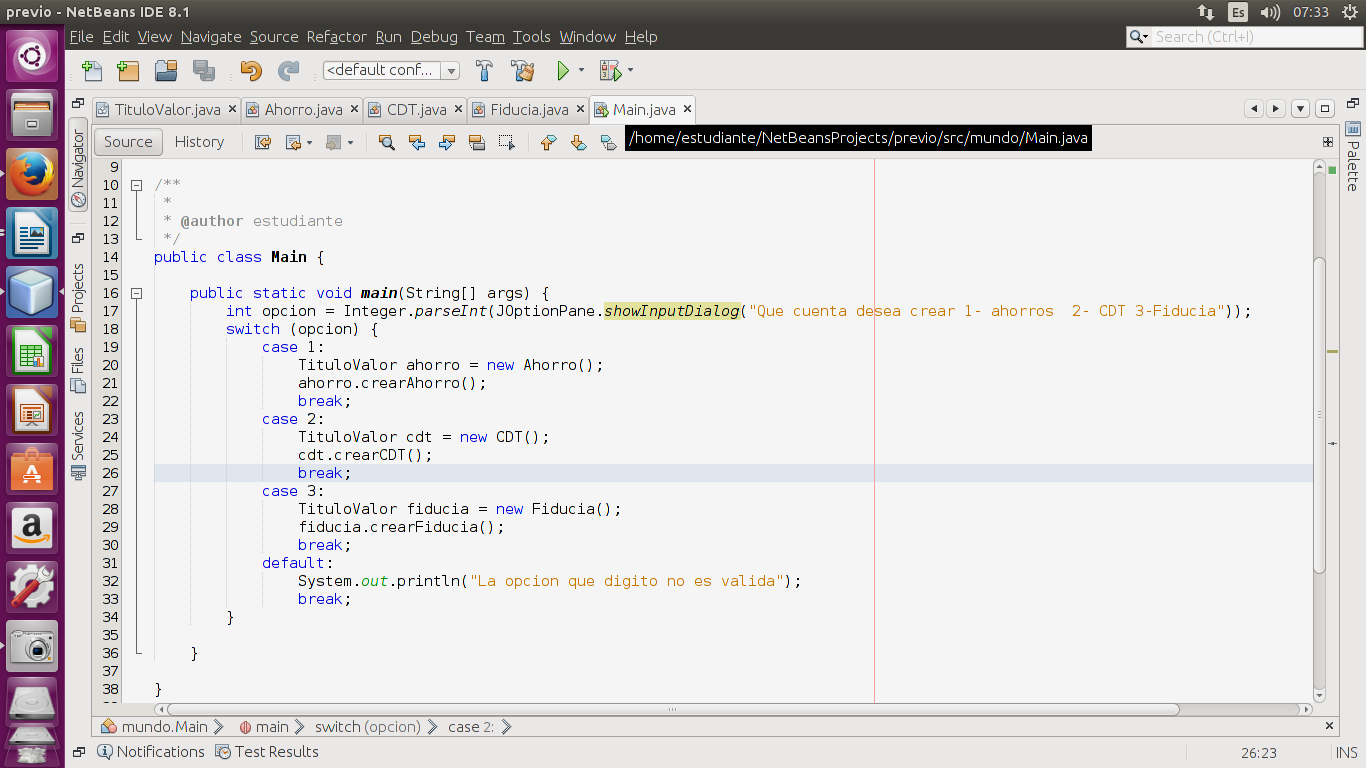 previo - NetBeans IDE 8.1
Es
07:33
File Edit View Navigate Source Refactor Run Debug Team Tools Window Help
Search (Ctrl+I)
<default conf...
TituloValor.java
Ahorro.java
CDT.java
Fiducia.java
Main.java
Source
History
/home/estudiante/NetBeansProjects/previo/src/mundo/Main.java
Navigator
Projects
Files
Services
Palette
9
10 /**
11 *
12 * @author estudiante
13 */
14 public class Main {
15
16 public static void main(String[] args) {
17 int opcion = Integer.parseInt(JOptionPane.showInputDialog("Que cuenta desea crear 1- ahorros  2- CDT 3-Fiducia"));
18 switch (opcion) {
19 case 1:
20 TituloValor ahorro = new Ahorro();
21 ahorro.crearAhorro();
22 break;
23 case 2:
24 TituloValor cdt = new CDT();
25 cdt.crearCDT();
26 break;
27 case 3:
28 TituloValor fiducia = new Fiducia();
29 fiducia.crearFiducia();
30 break;
31 default:
32 System.out.println("La opcion que digito no es valida");
33 break;
34 }
35
36 }
37
38 }
mundo.Main
main
switch (opcion)
case 2:
Notifications
Test Results
26:23
INS